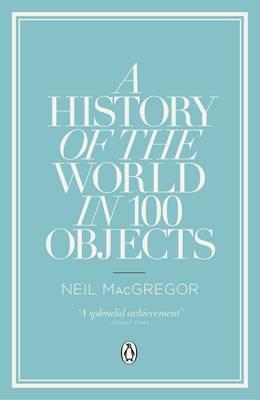 A
HISTORY
OF THE
WORLD
IN 100
OBJECTS
NEIL MACGREGOR
'A splendid achievement'
SUNDAY TIMES